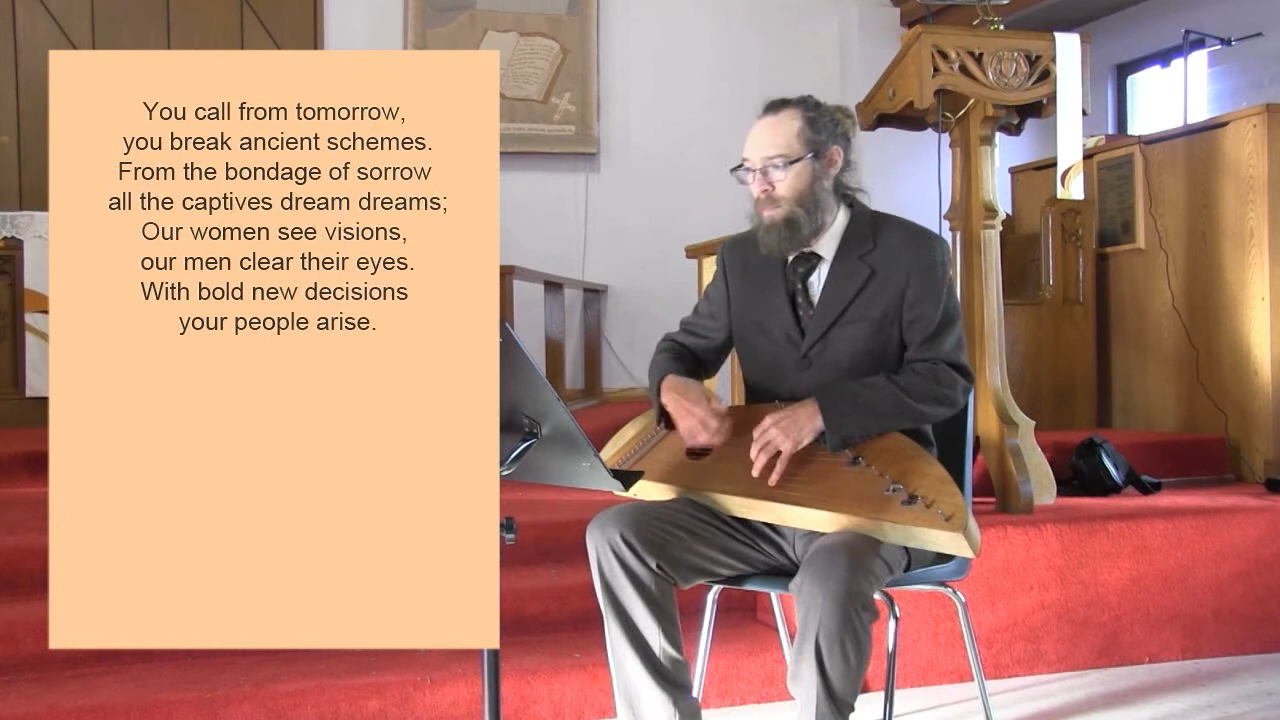 You call from tomorrow,
you break ancient schemes.
From the bondage of sorrow
all the captives dream dreams;
Our women see visions,
our men clear their eyes.
With bold new decisions
your people arise.